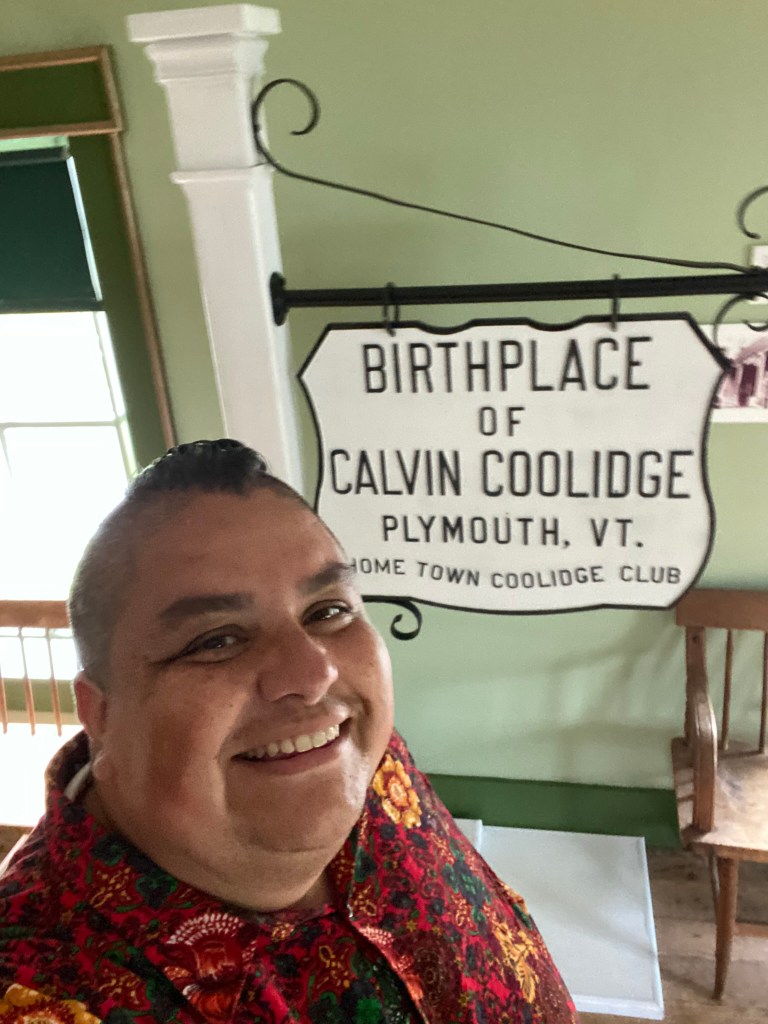 BIRTHPLACE
OF
CALVIN COOLIDGE
PLYMOUTH, VT.
HOME TOWN COOLIDGE CLUB